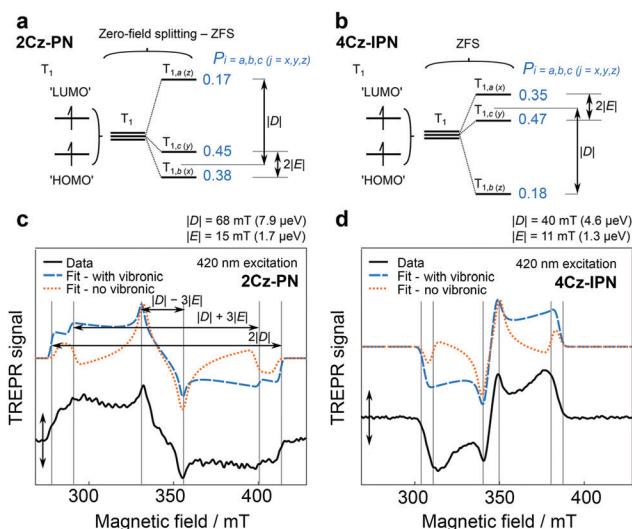 a
2Cz-PN
Zero-field splitting – ZFS
P i = a,b,c (j = x,y,z)
T1
'LUMO'
'HOMO'
T1
T1,a (z)
0.17
T1,c (y)
0.45
T1,b (x)
0.38
|D|
2|E|
b
4Cz-IPN
ZFS
P i = a,b,c (j = x,y,z)
T1
'LUMO'
'HOMO'
T1
T1,a (x)
0.35
T1,c (y)
0.47
T1,b (z)
0.18
2|E|
|D|
c
|D| = 68 mT (7.9 μeV)
|E| = 15 mT (1.7 μeV)
Data
420 nm excitation
Fit - with vibronic
2Cz-PN
Fit - no vibronic
|D| − 3|E|
|D| + 3|E|
2|D|
TREPR signal
300
350
400
Magnetic field / mT
d
|D| = 40 mT (4.6 μeV)
|E| = 11 mT (1.3 μeV)
Data
420 nm excitation
Fit - with vibronic
4Cz-IPN
Fit - no vibronic
TREPR signal
300
350
400
Magnetic field / mT